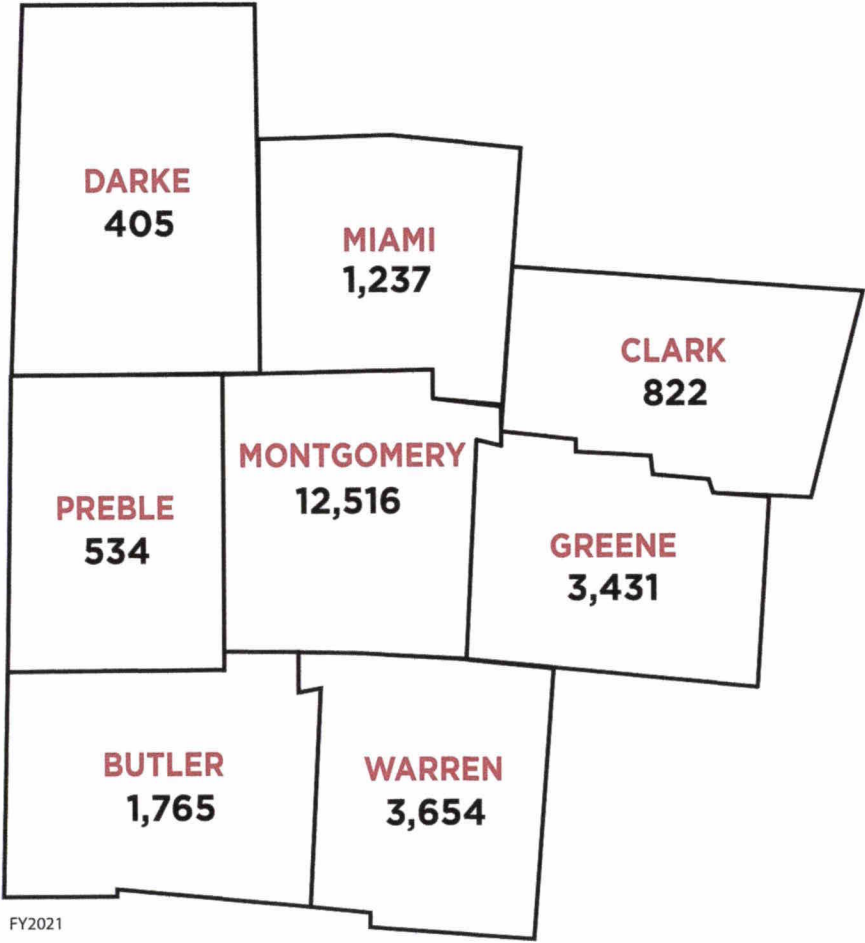 DARKE
405
MIAMI
1,237
CLARK
822
MONTGOMERY
12,516
PREBLE
534
GREENE
3,431
BUTLER
1,765
WARREN
3,654
FY2021